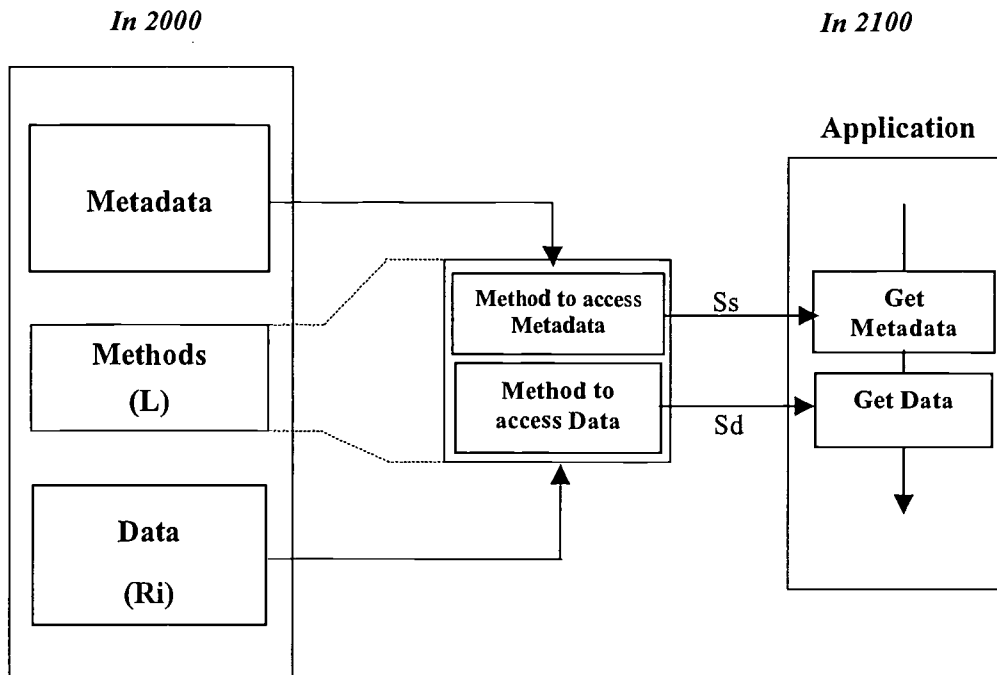 In 2000
In 2100
Metadata
Methods
(L)
Data
(Ri)
Method to access
Metadata
Method to
access Data
Ss
Sd
Application
Get
Metadata
Get Data